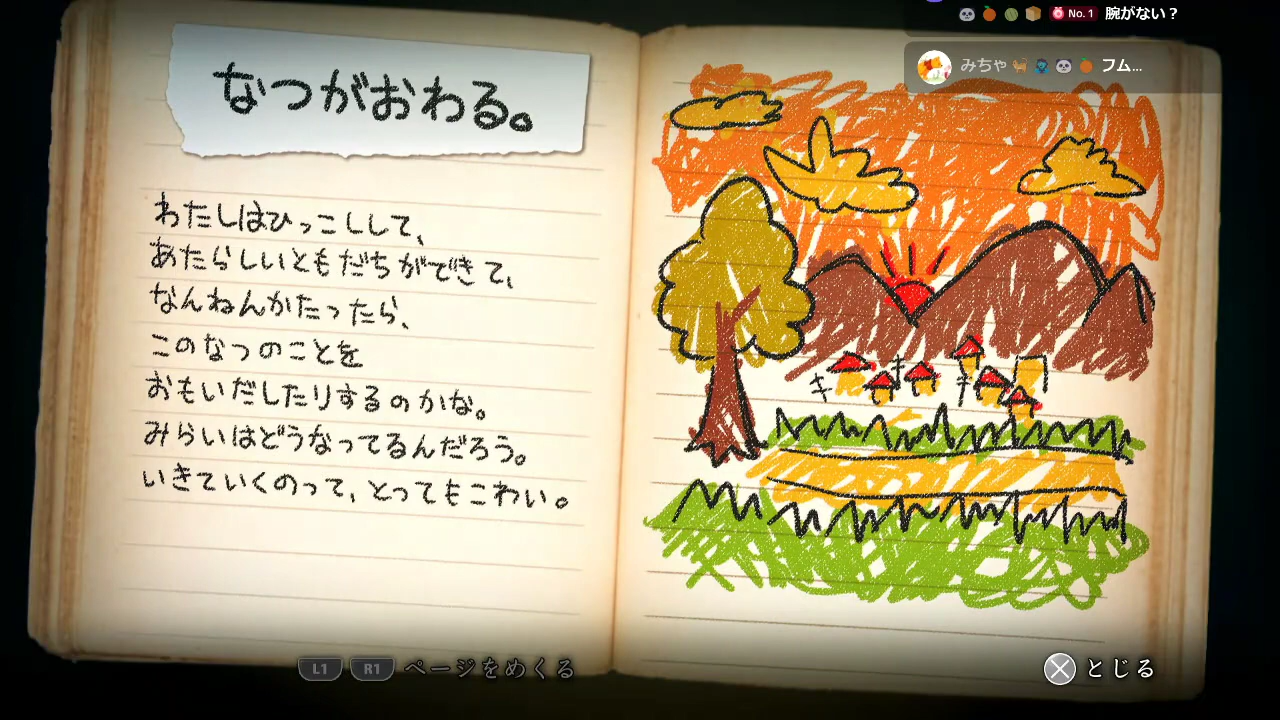 No.1 腕がない？
みちゃ フム...
なつがおわる。
わたしはひっこしして、
あたらしいともだちができて、
なんねんかたったら、
このなつのことを
おもいだしたりするのかな。
みらいはどうなってるんだろう。
いきていくのって、とってもこわい。
L1 R1 ページをめくる
とじる